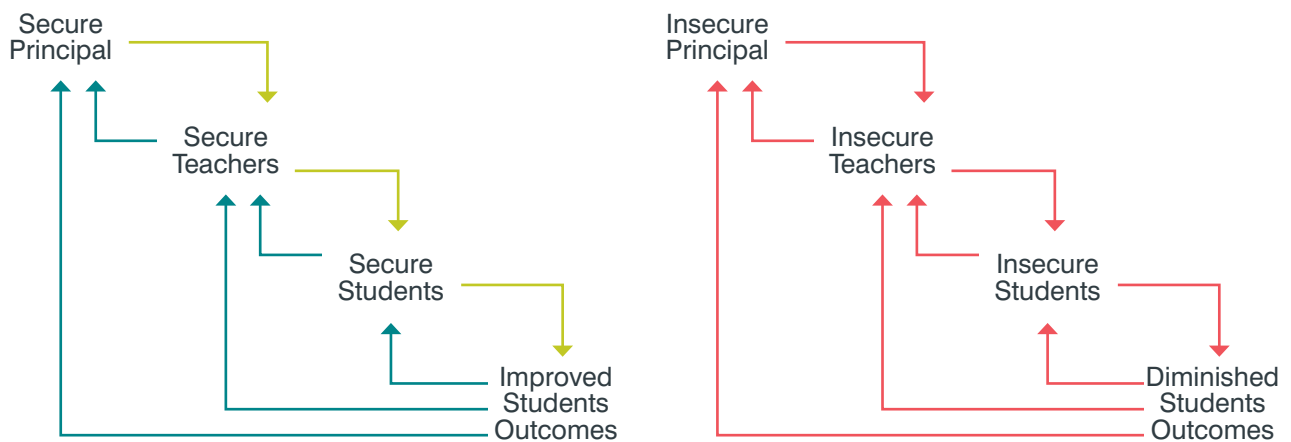 Secure
Principal
Secure
Teachers
Secure
Students
Improved
Students
Outcomes
Insecure
Principal
Insecure
Teachers
Insecure
Students
Diminished
Students
Outcomes